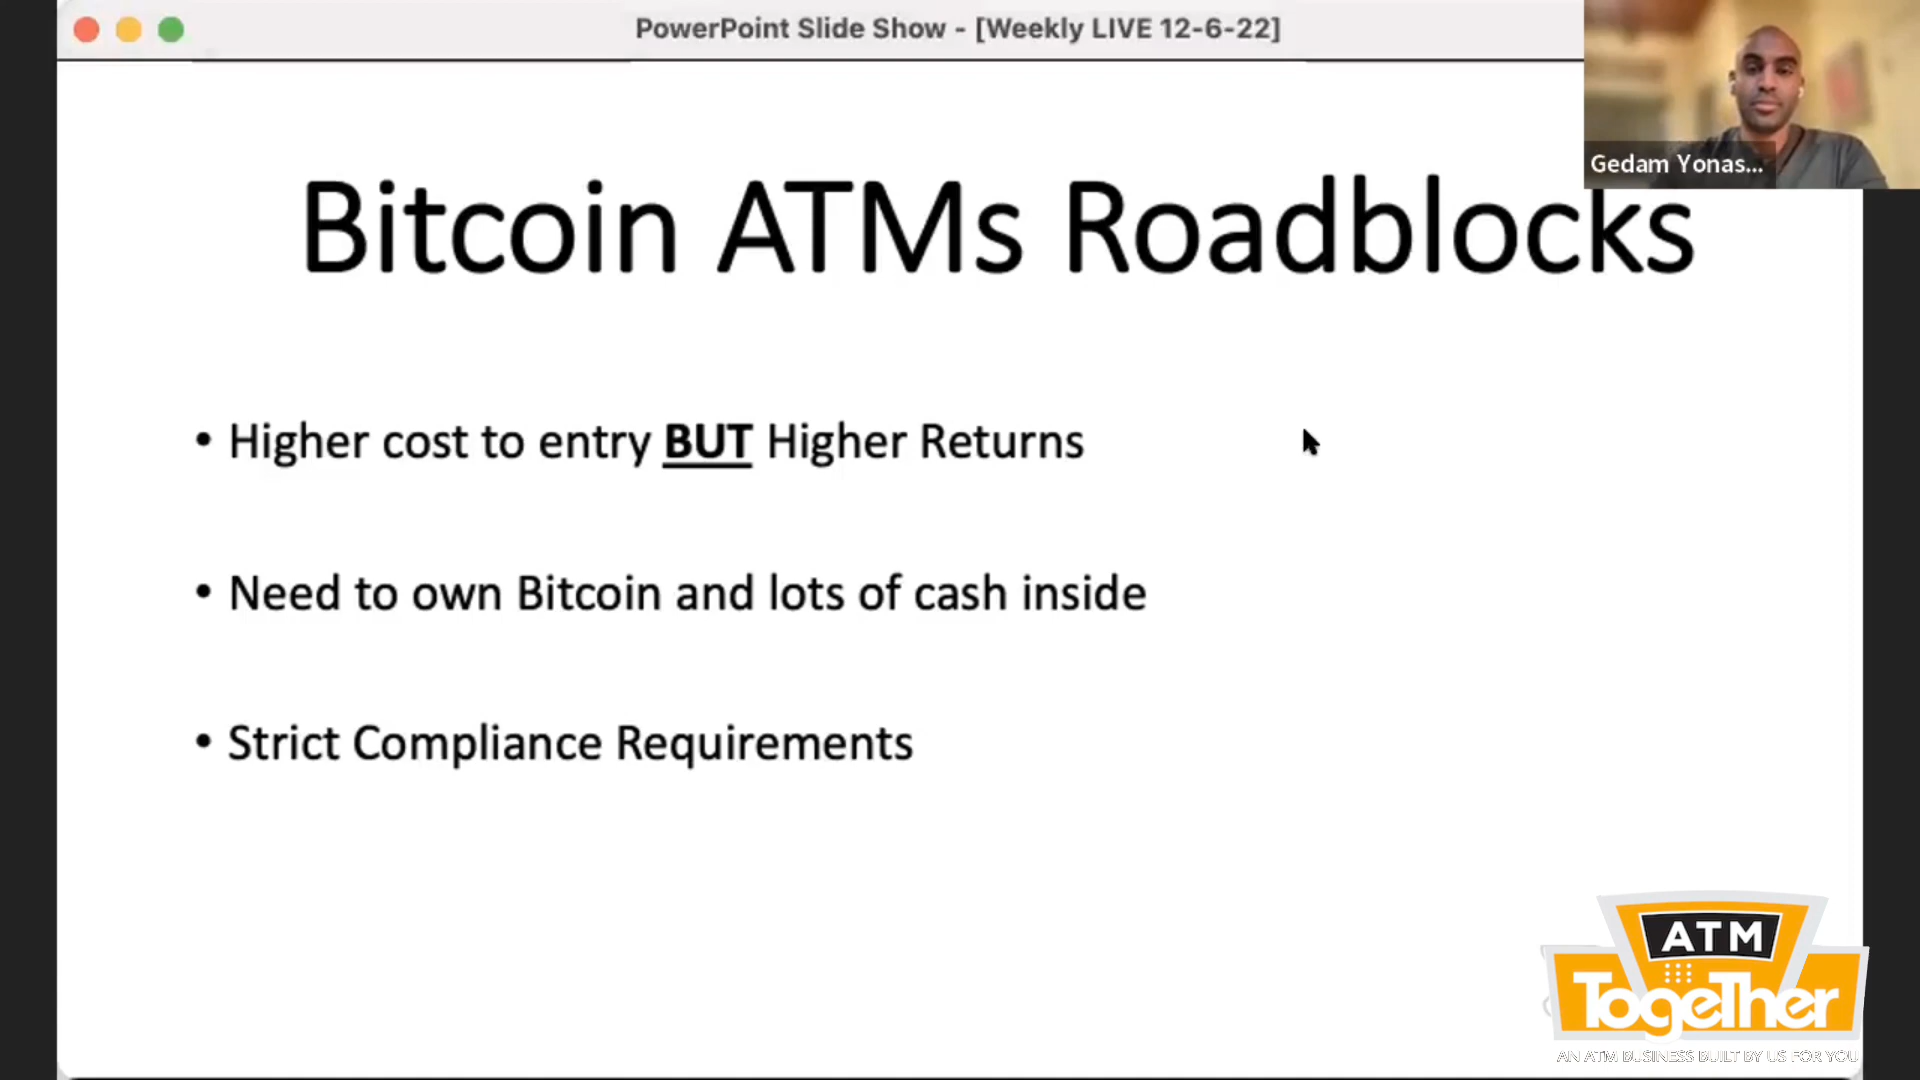 PowerPoint Slide Show - [Weekly LIVE 12-6-22]
Gedam Yonas...
Bitcoin ATMs Roadblocks
• Higher cost to entry BUT Higher Returns
• Need to own Bitcoin and lots of cash inside
• Strict Compliance Requirements
ATM
Together
AN ATM BUSINESS BUILT BY US FOR YOU